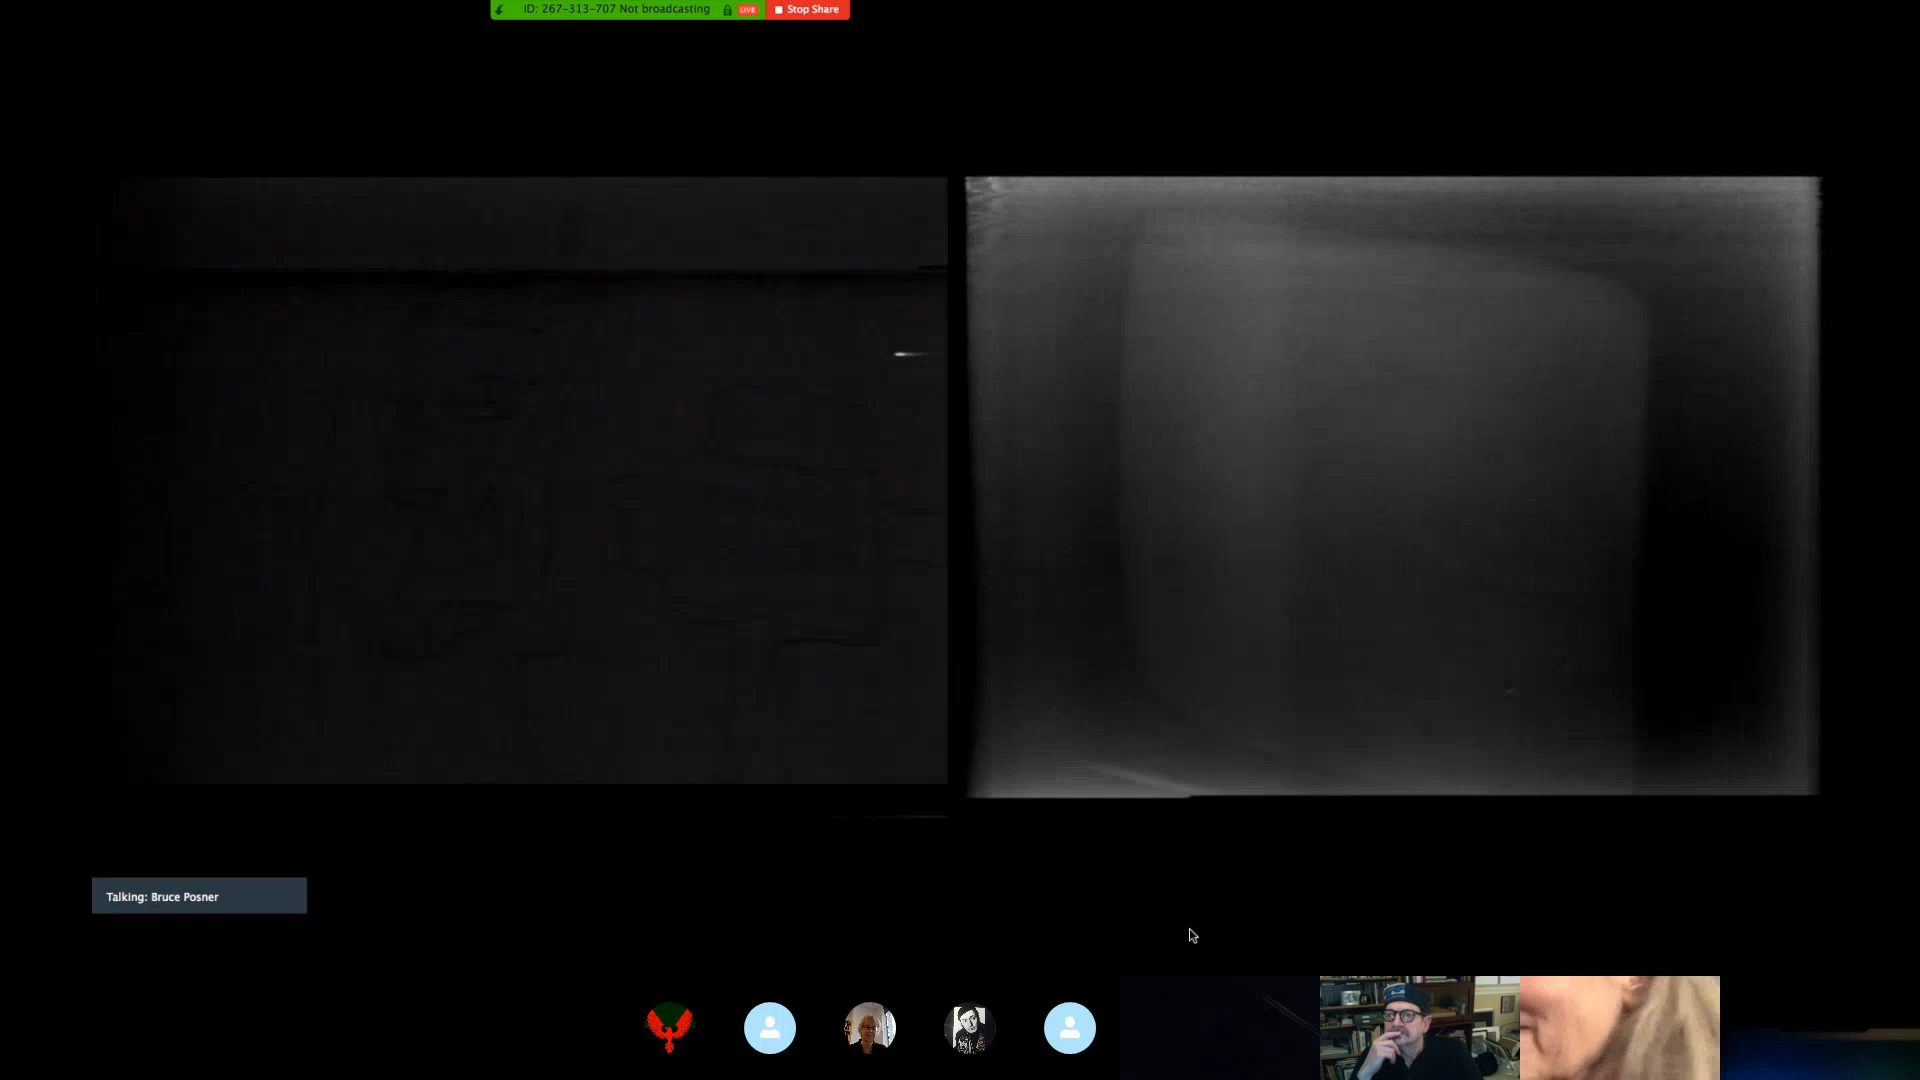 ID: 267-313-707 Not broadcasting LIVE Stop Share
Talking: Bruce Posner